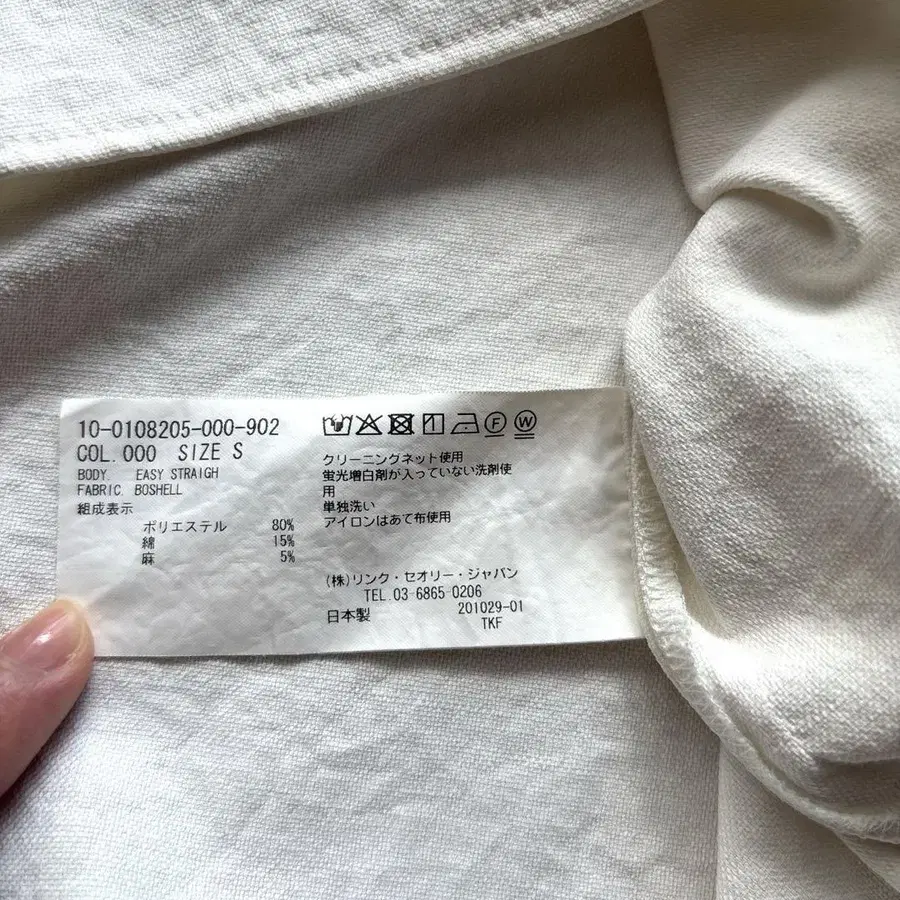 10-0108205-000-902
COL.000 SIZE S
BODY. EASY STRAIGH
FABRIC. BOSHELL
組成表示
ポリエステル 80%
綿 15%
麻 5%
F W
クリーニングネット使用
蛍光増白剤が入っていない洗剤使
用
単独洗い
アイロンはあて布使用
(株)リンク・セオリー・ジャパン
TEL.03-6865-0206
日本製 201029-01
TKF